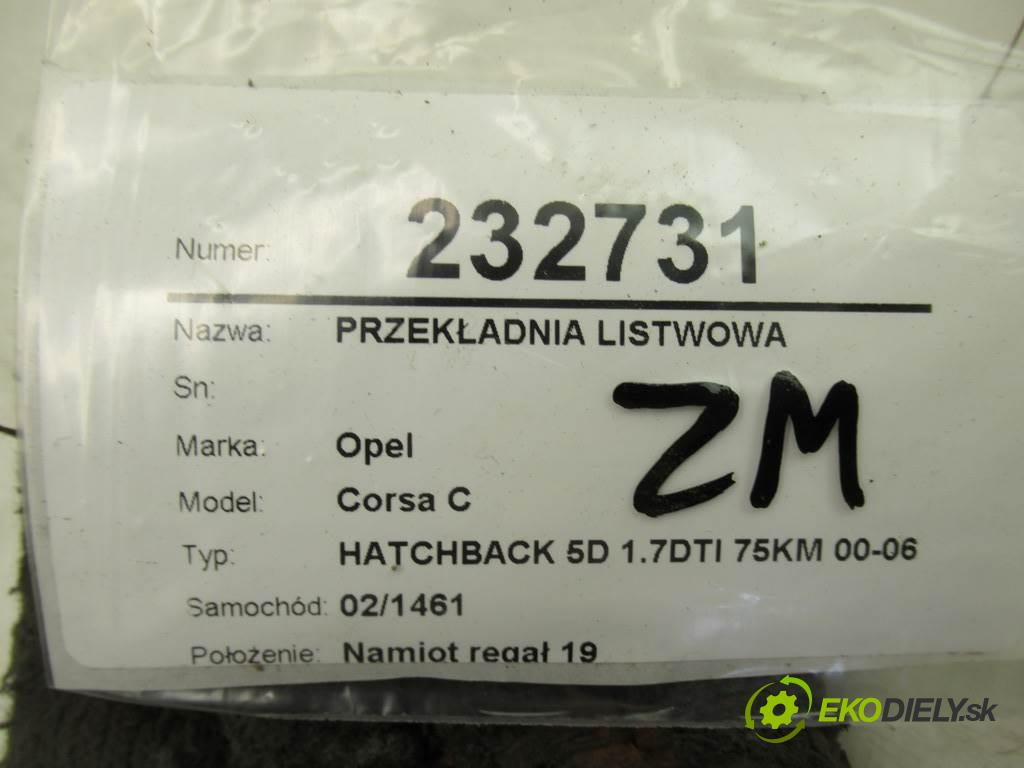 Numer: 232731
Nazwa: PRZEKŁADNIA LISTWOWA
Sn:
ZM
Marka: Opel
Model: Corsa C
Typ: HATCHBACK 5D 1.7DTI 75KM 00-06
Samochód: 02/1461
Położenie: Namiot regał 19
EKODIELY.sk